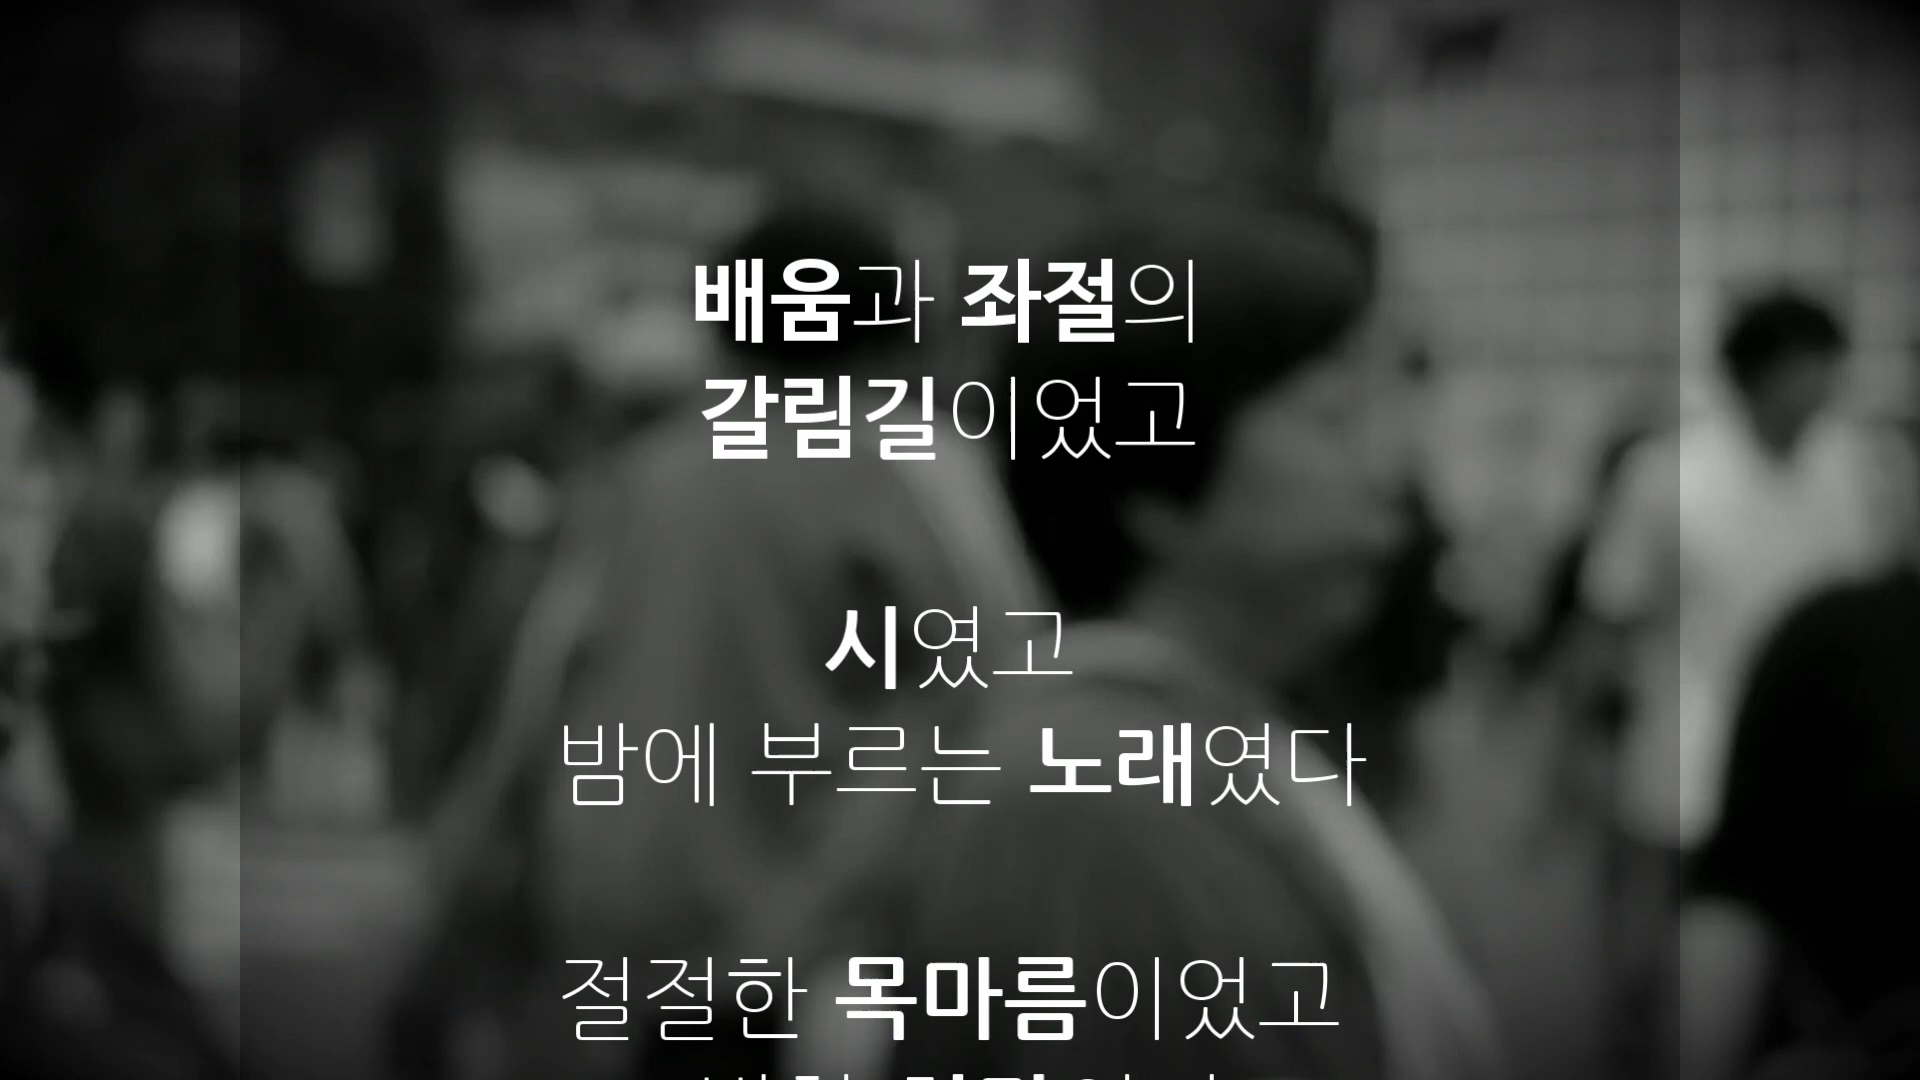 배움과 좌절의
갈림길이었고
시였고
밤에 부르는 노래였다
절절한 목마름이었고